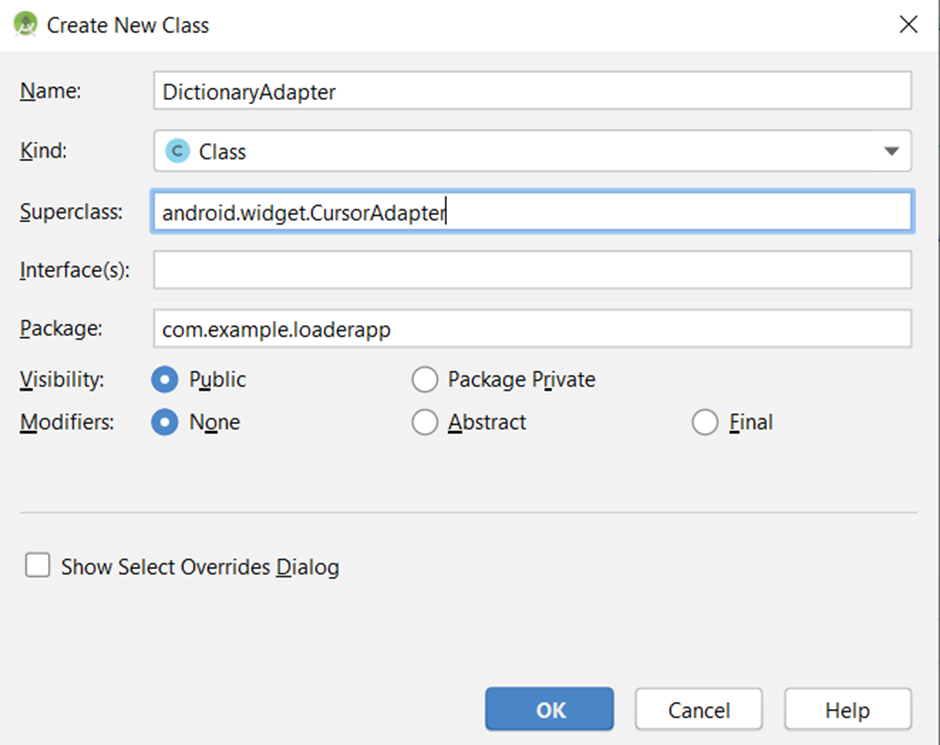 Create New Class
Name: DictionaryAdapter
Kind: C Class
Superclass: android.widget.CursorAdapter
Interface(s):
Package: com.example.loaderapp
Visibility: Public Package Private
Modifiers: None Abstract Final
Show Select Overrides Dialog
OK Cancel Help